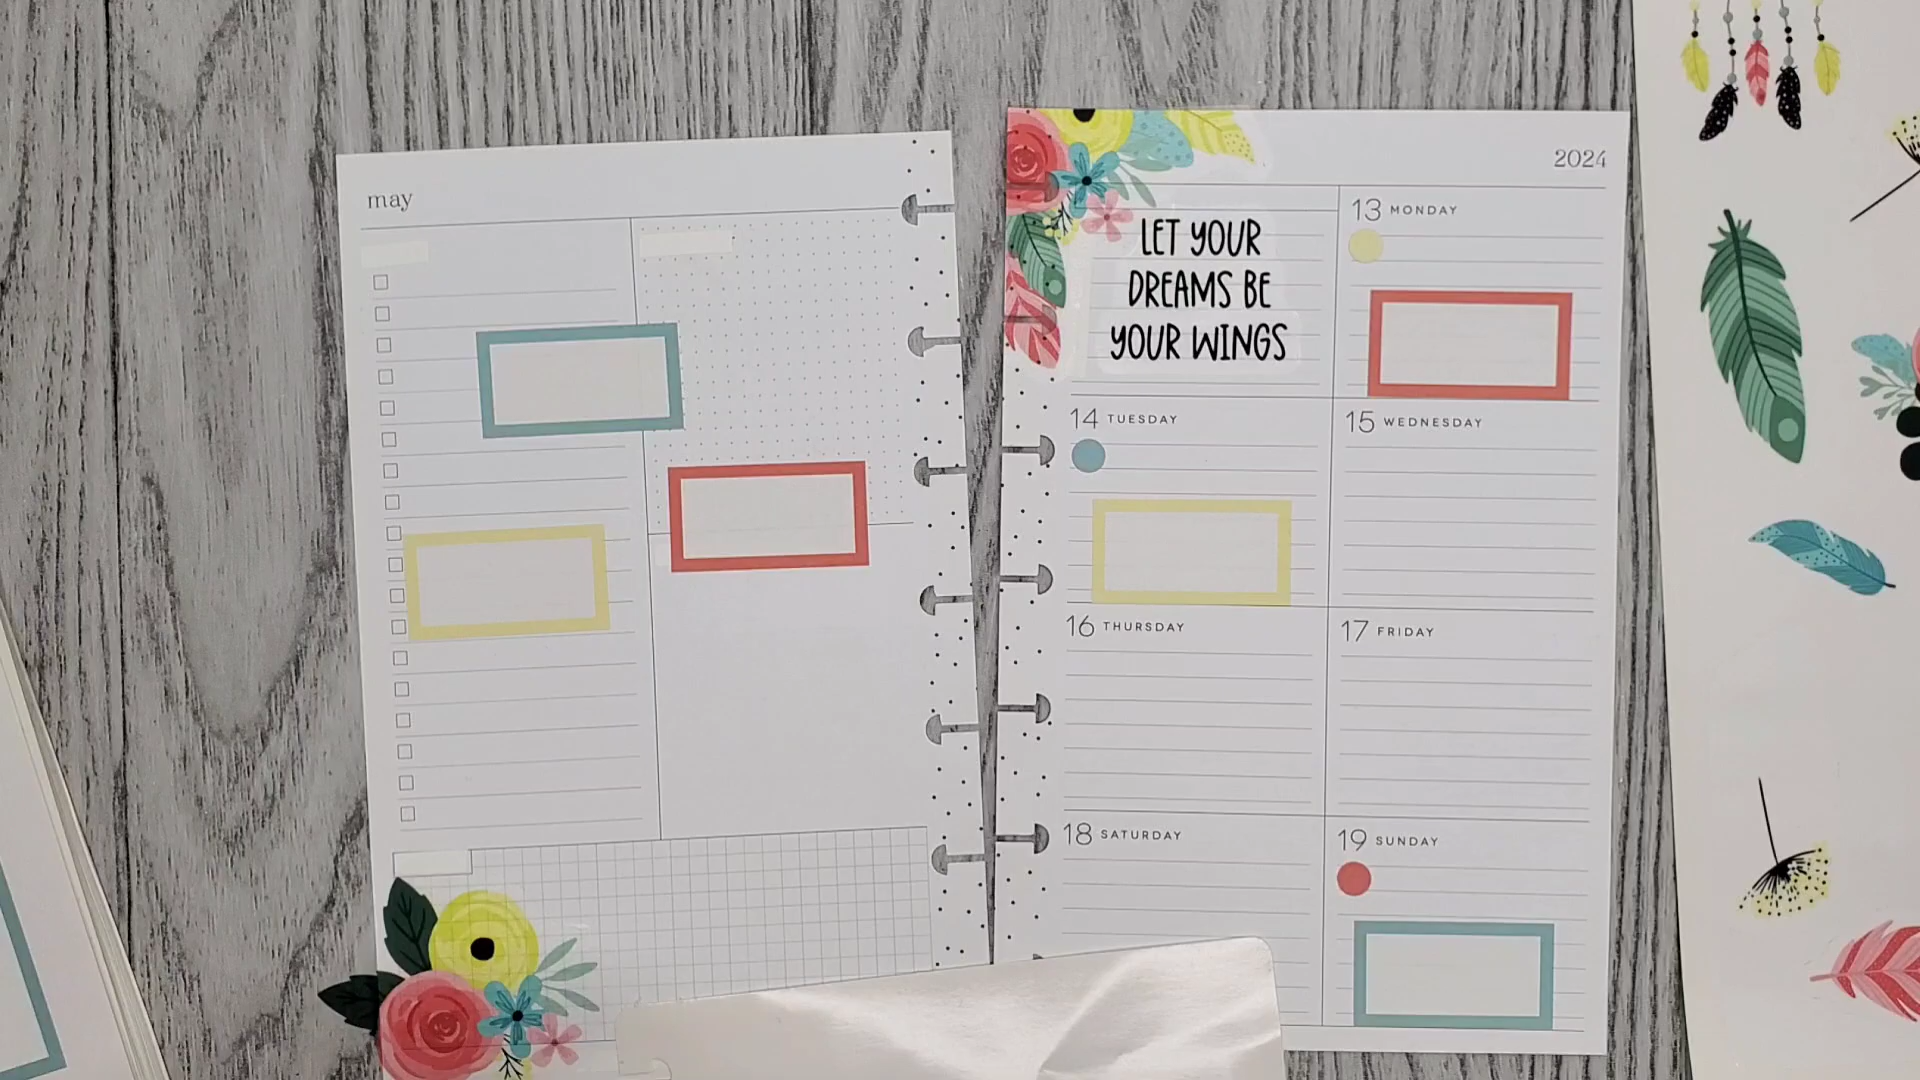 may
2024
LET YOUR
DREAMS BE
YOUR WINGS
13 MONDAY
14 TUESDAY
15 WEDNESDAY
16 THURSDAY
17 FRIDAY
18 SATURDAY
19 SUNDAY